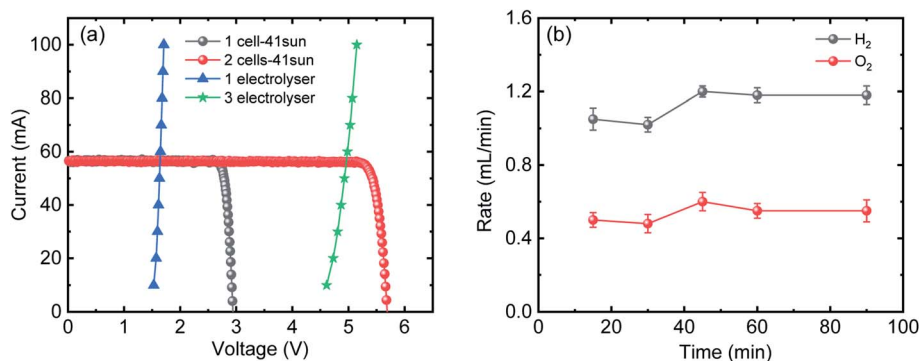 (a)
1 cell-41sun
2 cells-41sun
1 electrolyser
3 electrolyser
Current (mA)
100
80
60
40
20
0
0 1 2 3 4 5 6
Voltage (V)
(b)
H₂
O₂
Rate (mL/min)
1.6
1.2
0.8
0.4
0.0
0 20 40 60 80 100
Time (min)